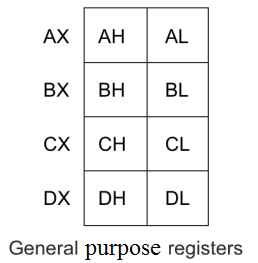 AX AH AL
BX BH BL
CX CH CL
DX DH DL
General purpose registers